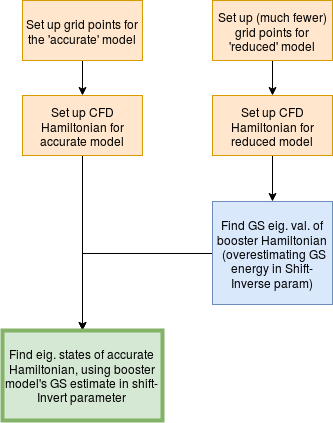 Set up grid points for
the 'accurate' model
Set up (much fewer)
grid points for
'reduced' model
Set up CFD
Hamiltonian for
accurate model
Set up CFD
Hamiltonian for
reduced model
Find GS eig. val. of
booster Hamiltonian
(overestimating GS
energy in Shift-
Inverse param)
Find eig. states of accurate
Hamiltonian, using booster
model's GS estimate in shift-
Invert parameter